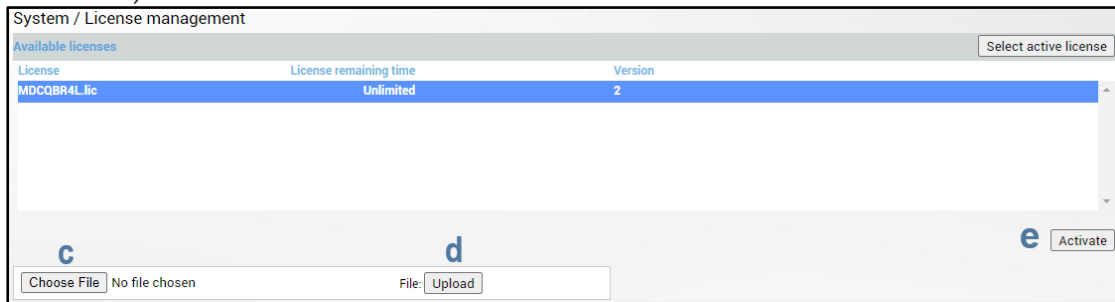 System / License management
Available licenses Select active license
License License remaining time Version
MDCQBR4L.lic Unlimited 2
e Activate
c d
Choose File No file chosen File: Upload